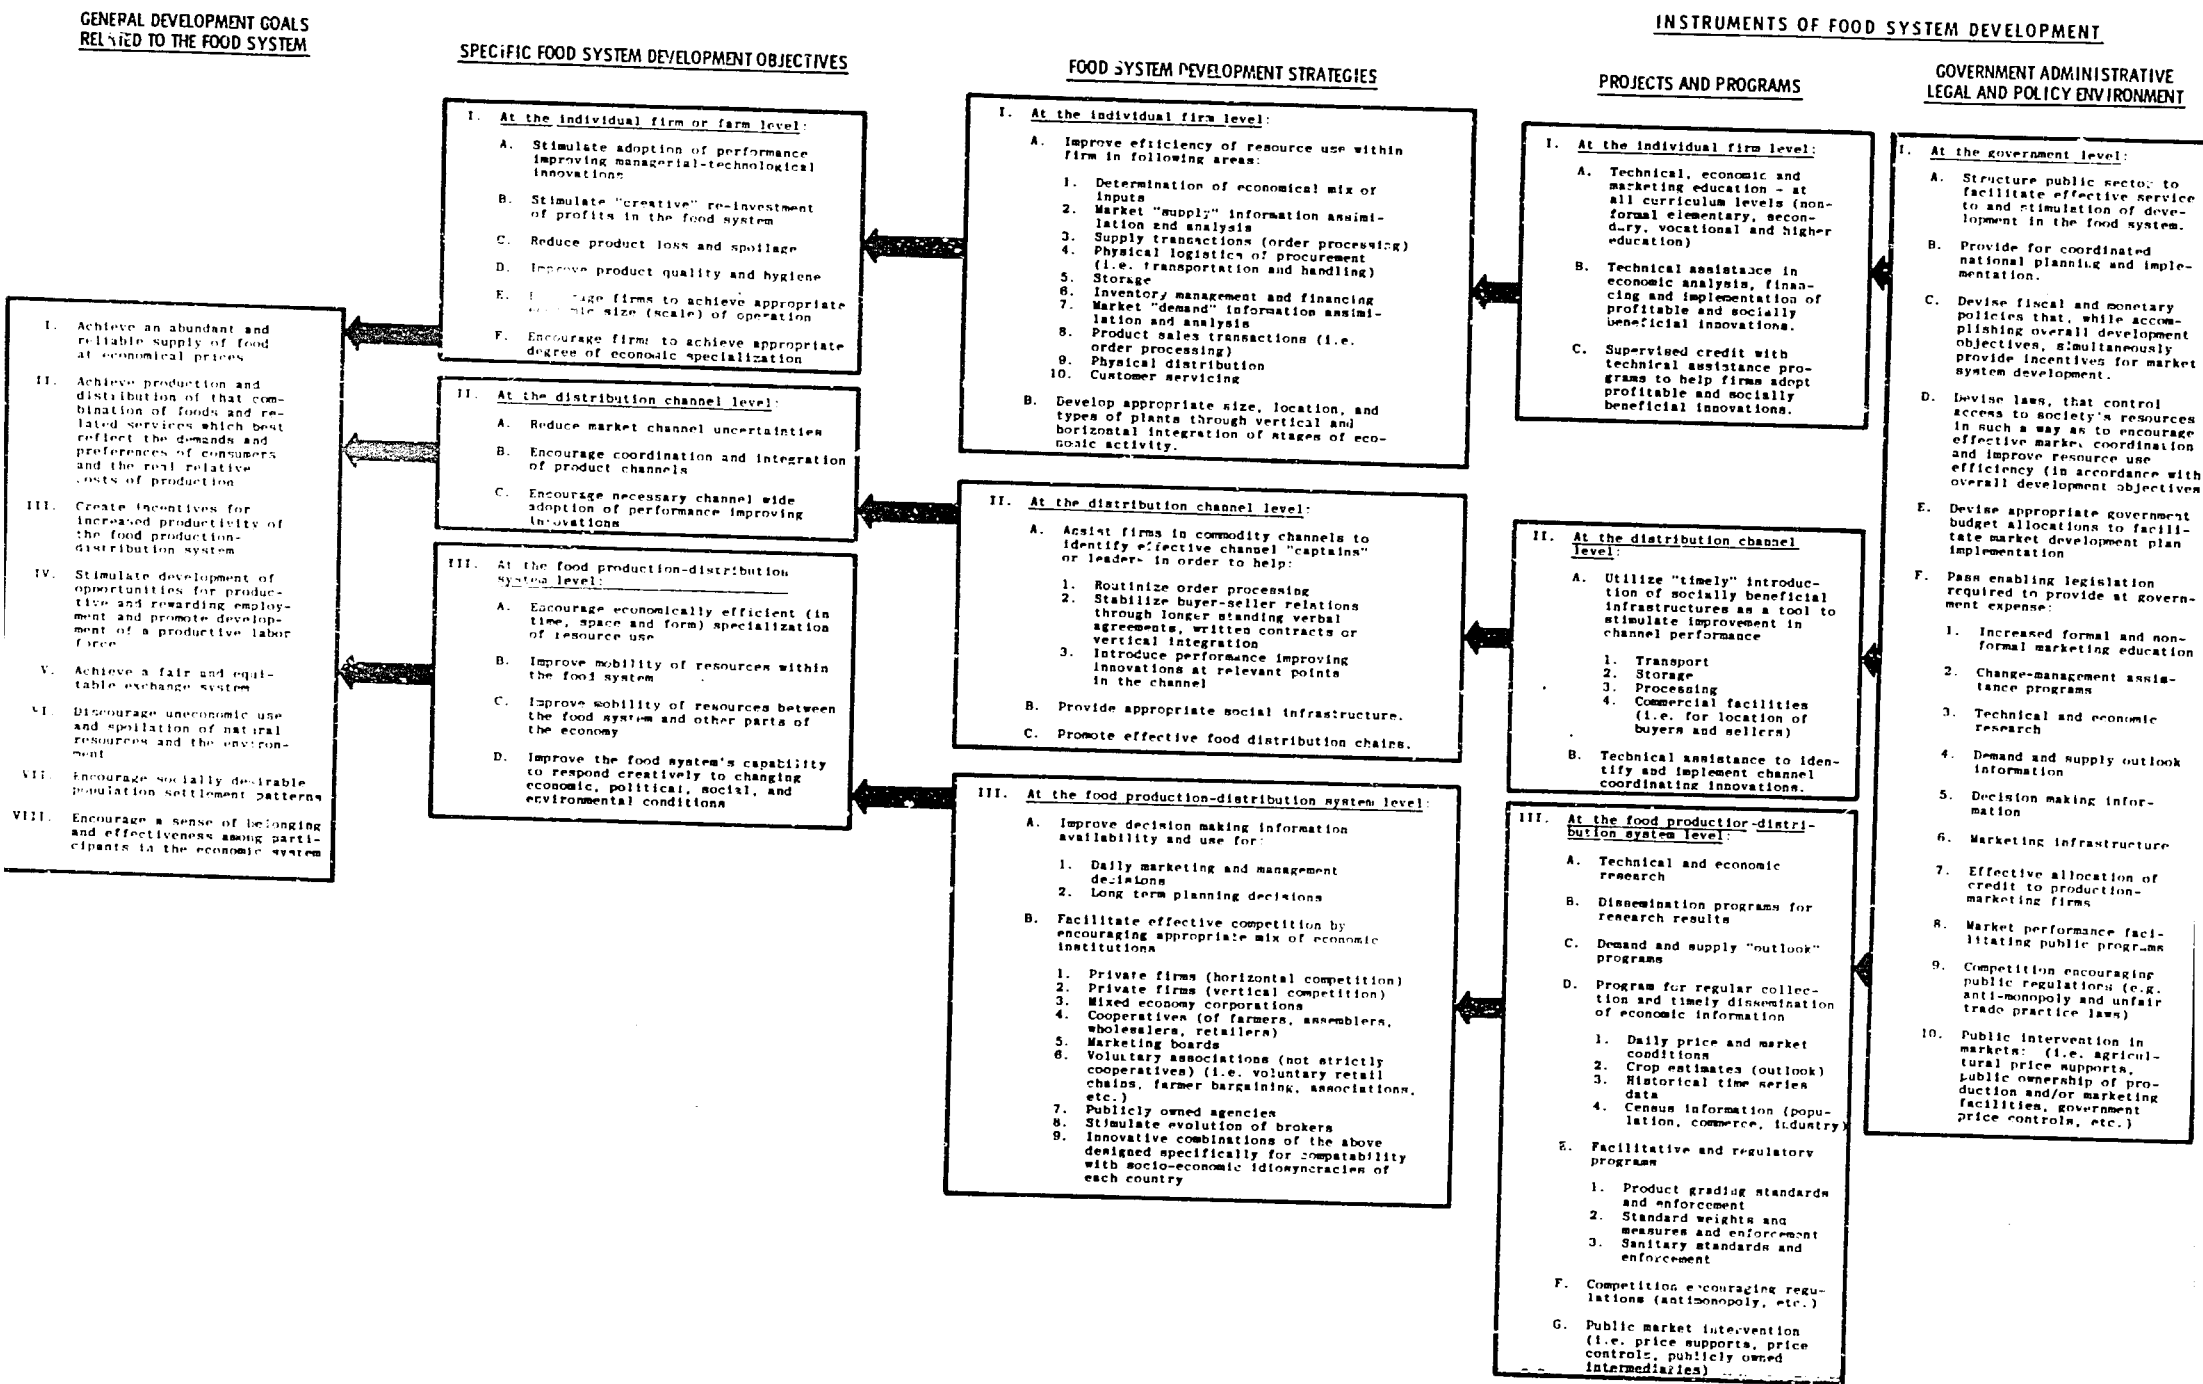 GENERAL DEVELOPMENT GOALS
TO THE FOOD SYSTEM
I. Achieve an abundant and
reliable supply of food
at economical prices
II. Achieve production and
distribution of that com-
bination of foods and re-
lated services which best
reflect the demands and
preferences of consumers
and the real relative
costs of production
III. Create incentives for
increased productivity of
the food production-
distribution system
IV. Stimulate development of
opportunities for produc-
tive and rewarding employ-
ment and promote develop-
ment of a productive labor
force
V. Achieve a fair and equi-
table exchange system
VI. Discourage uneconomic use
and spoilation of natural
resources and the environ-
ment
VII. Encourage socially desirable
population settlement patterns
VIII. Encourage a sense of belonging
and effectiveness among parti-
cipants in the economic system
SPECIFIC FOOD SYSTEM DEVELOPMENT OBJECTIVES
I. At the individual firm or farm level:
A. Stimulate adoption of performance
improving managerial-technological
innovations
B. Stimulate "creative" re-investment
of profits in the food system
C. Reduce product loss and spoilage
D. Improve product quality and hygiene
E. firms to achieve appropriate
size (scale) of operation
F. Encourage firms to achieve appropriate
degree of economic specialization
II. At the distribution channel level:
A. Reduce market channel uncertainties
B. Encourage coordination and integration
of product channels
C. Encourage necessary channel wide
adoption of performance improving
innovations
III. At the food production-distribution
system level:
A. Encourage economically efficient (in
time, space and form) specialization
of resource use
B. Improve mobility of resources within
the food system
C. Improve mobility of resources between
the food system and other parts of
the economy
D. Improve the food system's capability
to respond creatively to changing
economic, political, social, and
environmental conditions
FOOD SYSTEM DEVELOPMENT STRATEGIES
I. At the individual firm level:
A. Improve efficiency of resource use within
firm in following areas:
1. Determination of economical mix of
inputs
2. Market "supply" information assimi-
lation and analysis
3. Supply transactions (order processing)
4. Physical logistics of procurement
(i.e. transportation and handling)
5. Storage
6. Inventory management and financing
7. Market "demand" information assimi-
lation and analysis
8. Product sales transactions (i.e.
order processing)
9. Physical distribution
10. Customer servicing
B. Develop appropriate size, location, and
types of plants through vertical and
horizontal integration of stages of eco-
nomic activity.
II. At the distribution channel level:
A. Assist firms in commodity channels to
identify effective channel "captains"
or leaders in order to help:
1. Routinize order processing
2. Stabilize buyer-seller relations
through longer standing verbal
agreements, written contracts or
vertical integration
3. Introduce performance improving
innovations at relevant points
in the channel
B. Provide appropriate social infrastructure.
C. Promote effective food distribution chains.
III. At the food production-distribution system level:
A. Improve decision making information
availability and use for:
1. Daily marketing and management
decisions
2. Long term planning decisions
B. Facilitate effective competition by
encouraging appropriate mix of economic
institutions
1. Private firms (horizontal competition)
2. Private firms (vertical competition)
3. Mixed economy corporations
4. Cooperatives (of farmers, assemblers,
wholesalers, retailers)
5. Marketing boards
6. Voluntary associations (not strictly
cooperatives) (i.e. voluntary retail
chains, farmer bargaining, associations,
etc.)
7. Publicly owned agencies
8. Stimulate evolution of brokers
9. Innovative combinations of the above
designed specifically for compatability
with socio-economic idiosyncracies of
each country
INSTRUMENTS OF FOOD SYSTEM DEVELOPMENT
PROJECTS AND PROGRAMS
I. At the individual firm level:
A. Technical, economic and
marketing education - at
all curriculum levels (non-
formal elementary, secon-
dary, vocational and higher
education)
B. Technical assistance in
economic analysis, finan-
cing and implementation of
profitable and socially
beneficial innovations.
C. Supervised credit with
technical assistance pro-
grams to help firms adopt
profitable and socially
beneficial innovations.
II. At the distribution channel
level:
A. Utilize "timely" introduc-
tion of socially beneficial
infrastructures as a tool to
stimulate improvement in
channel performance
1. Transport
2. Storage
3. Processing
4. Commercial facilities
(i.e. for location of
buyers and sellers)
B. Technical assistance to iden-
tify and implement channel
coordinating innovations.
III. At the food production-distri-
bution system level:
A. Technical and economic
research
B. Dissemination programs for
research results
C. Demand and supply "outlook"
programs
D. Program for regular collec-
tion and timely dissemination
of economic information
1. Daily price and market
conditions
2. Crop estimates (outlook)
3. Historical time series
data
4. Census information (popu-
lation, commerce, industry)
E. Facilitative and regulatory
programs
1. Product grading standards
and enforcement
2. Standard weights and
measures and enforcement
3. Sanitary standards and
enforcement
F. Competition encouraging regu-
lations (antimonopoly, etc.)
G. Public market intervention
(i.e. price supports, price
controls, publicly owned
intermediaries)
GOVERNMENT ADMINISTRATIVE
LEGAL AND POLICY ENVIRONMENT
I. At the government level:
A. Structure public sector to
facilitate effective service
to and stimulation of deve-
lopment in the food system.
B. Provide for coordinated
national planning and imple-
mentation.
C. Devise fiscal and monetary
policies that, while accom-
plishing overall development
objectives, simultaneously
provide incentives for market
system development.
D. Devise laws, that control
access to society's resources
in such a way as to encourage
effective market coordination
and improve resource use
efficiency (in accordance with
overall development objectives
E. Devise appropriate government
budget allocations to facili-
tate market development plan
implementation
F. Pass enabling legislation
required to provide at govern-
ment expense:
1. Increased formal and non-
formal marketing education
2. Change-management assis-
tance programs
3. Technical and economic
research
4. Demand and supply outlook
information
5. Decision making infor-
mation
6. Marketing infrastructure
7. Effective allocation of
credit to production-
marketing firms
8. Market performance faci-
litating public programs
9. Competition encouraging
public regulations (e.g.
anti-monopoly and unfair
trade practice laws)
10. Public intervention in
markets: (i.e. agricul-
tural price supports,
public ownership of pro-
duction and/or marketing
facilities, government
price controls, etc.)